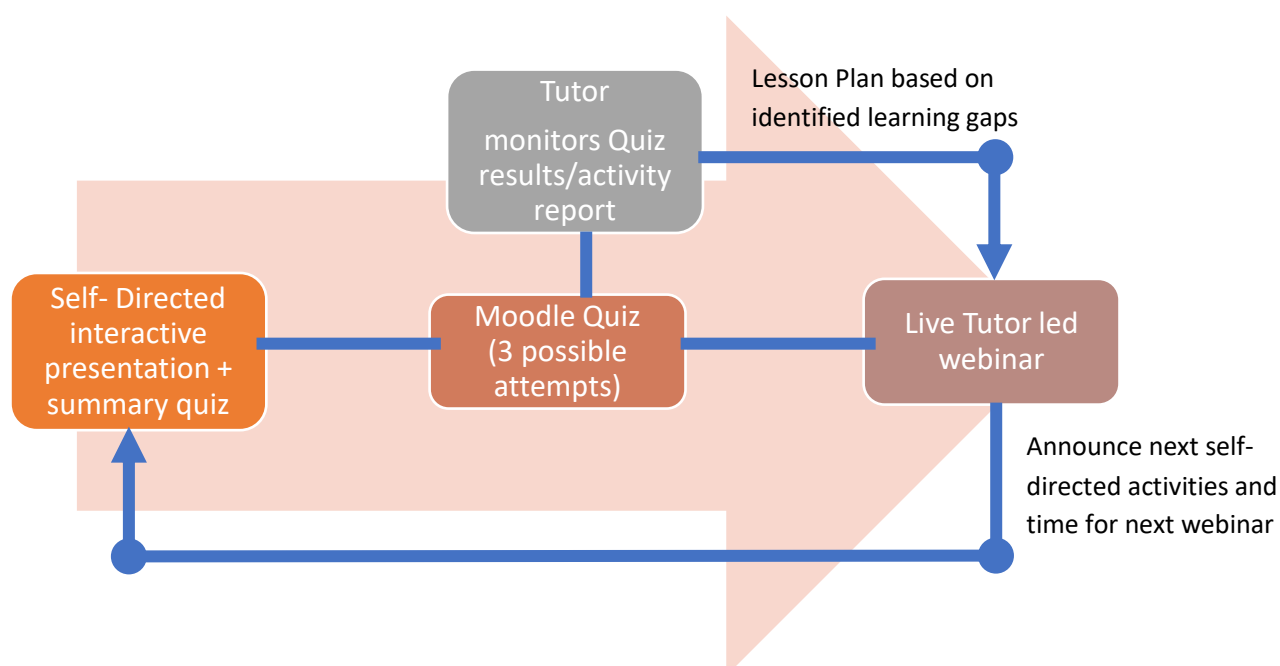 Tutor
monitors Quiz
results/activity
report
Lesson Plan based on
identified learning gaps
Self- Directed
interactive
presentation +
summary quiz
Moodle Quiz
(3 possible
attempts)
Live Tutor led
webinar
Announce next self-
directed activities and
time for next webinar